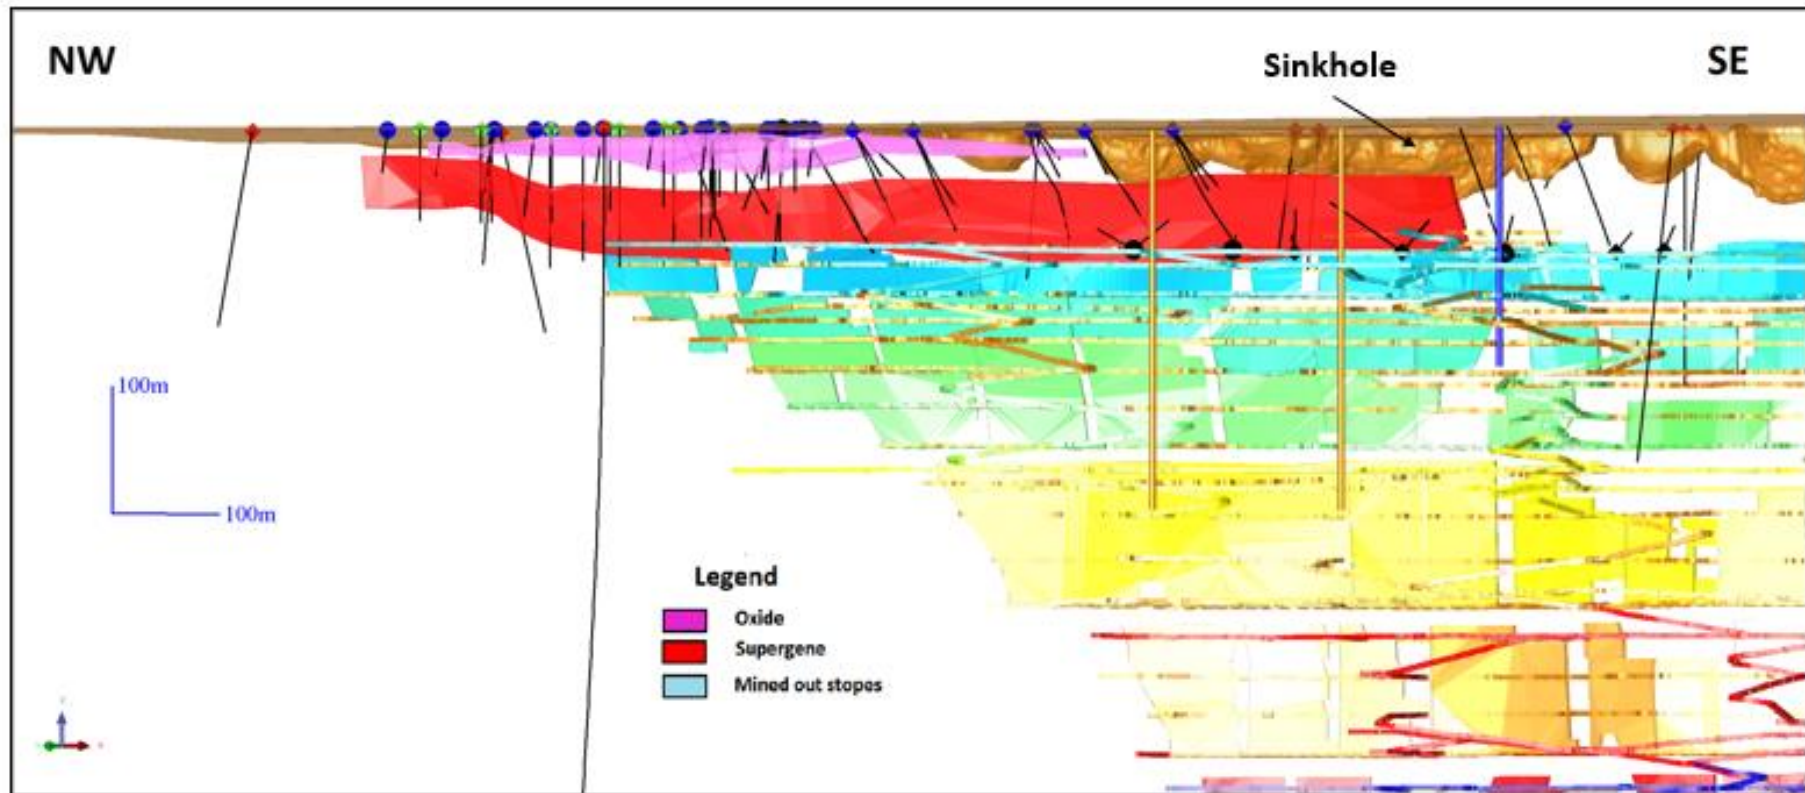 NW
Sinkhole
SE
100m
100m
Legend
Oxide
Supergene
Mined out stopes